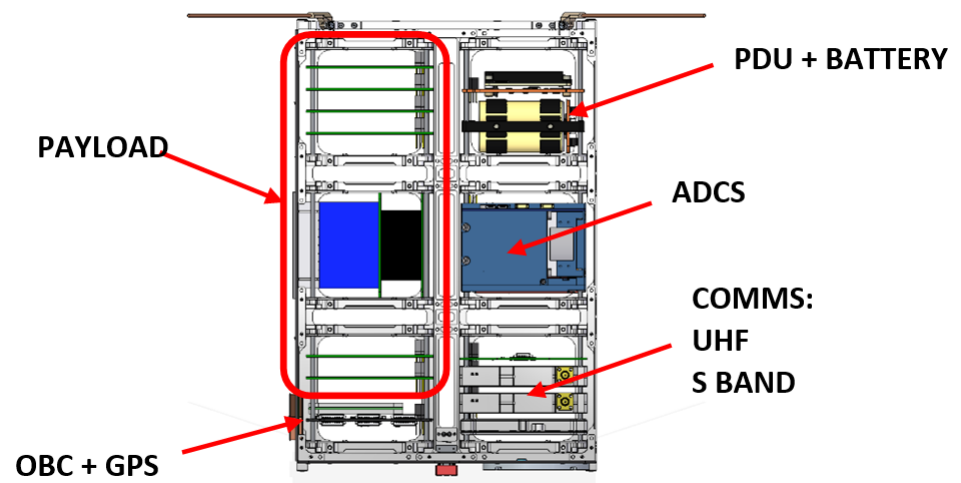 PDU + BATTERY
PAYLOAD
ADCS
COMMS:
UHF
S BAND
OBC + GPS